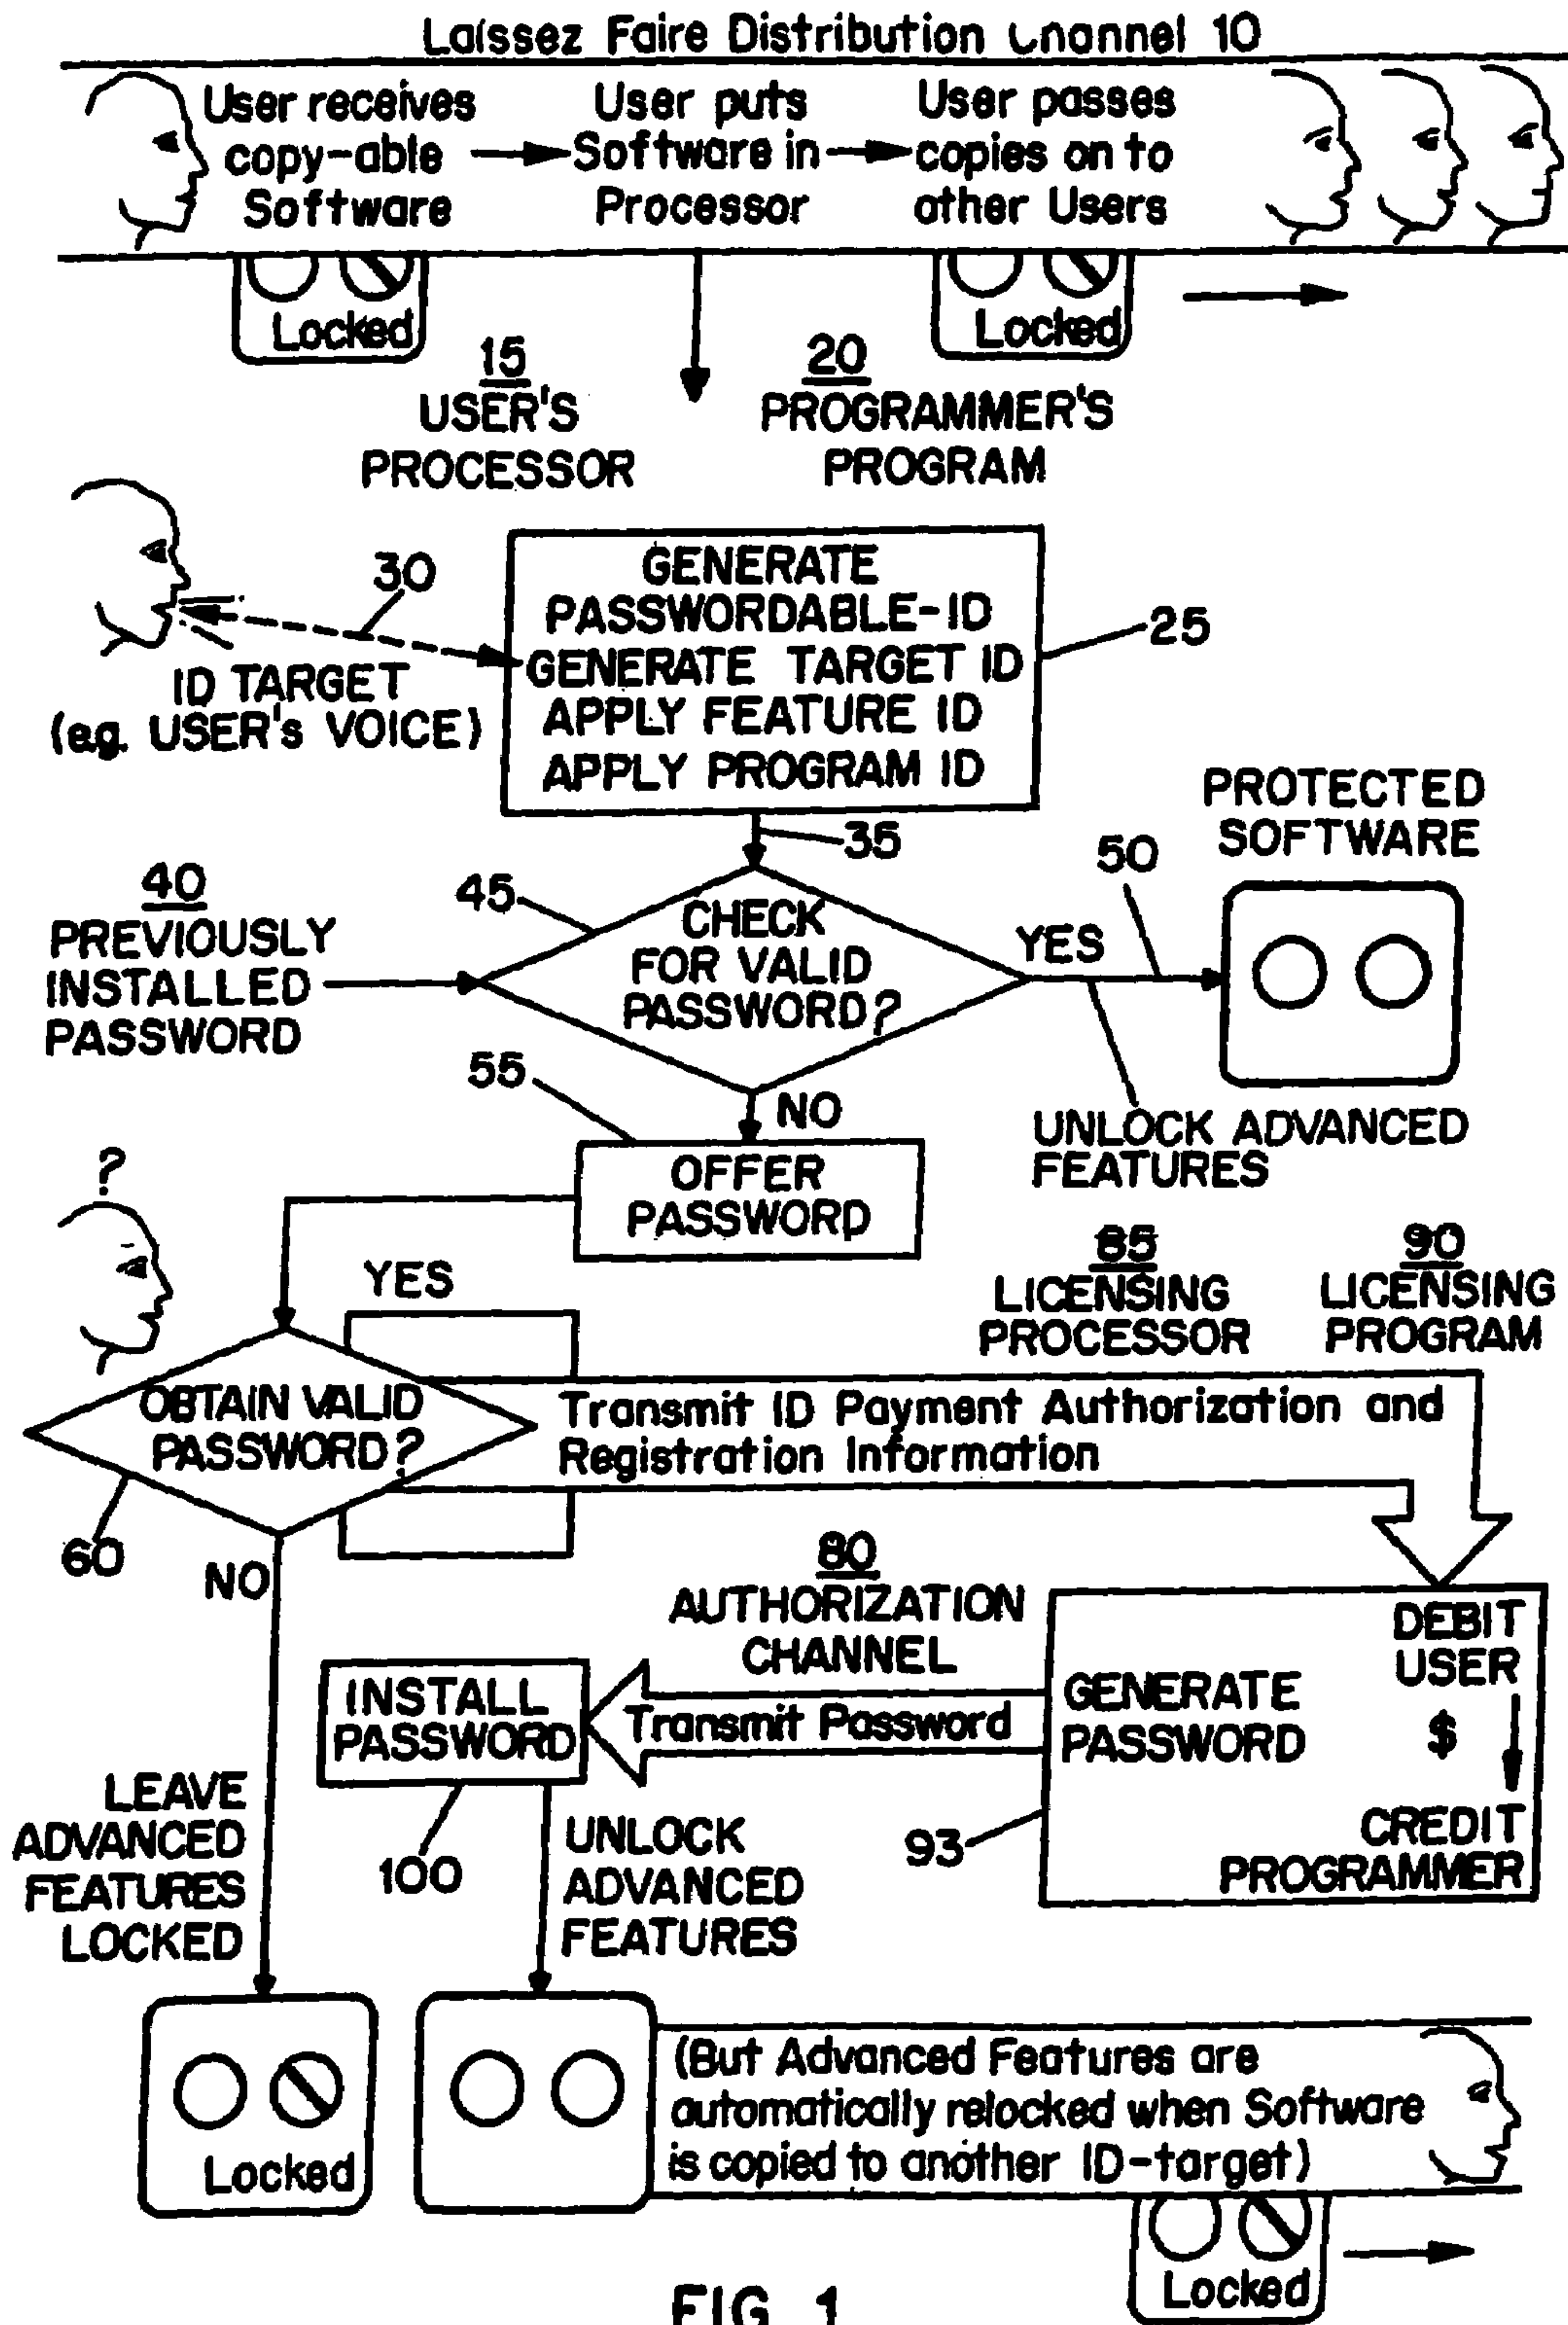 Laissez Faire Distribution Channel 10
User receives
copy-able
Software
User puts
Software in
Processor
User passes
copies on to
other Users
Locked
Locked
15
USER'S
PROCESSOR
20
PROGRAMMER'S
PROGRAM
30
ID TARGET
(e.g. USER's VOICE)
GENERATE
PASSWORDABLE-ID
GENERATE TARGET ID
APPLY FEATURE ID
APPLY PROGRAM ID
25
35
40
PREVIOUSLY
INSTALLED
PASSWORD
45
CHECK
FOR VALID
PASSWORD?
YES
50
PROTECTED
SOFTWARE
UNLOCK ADVANCED
FEATURES
NO
55
OFFER
PASSWORD
?
YES
85
LICENSING
PROCESSOR
90
LICENSING
PROGRAM
OBTAIN VALID
PASSWORD?
Transmit ID Payment Authorization and
Registration Information
60
NO
80
AUTHORIZATION
CHANNEL
DEBIT
USER
$
CREDIT
PROGRAMMER
GENERATE
PASSWORD
93
Transmit Password
INSTALL
PASSWORD
100
LEAVE
ADVANCED
FEATURES
LOCKED
UNLOCK
ADVANCED
FEATURES
Locked
(But Advanced Features are
automatically relocked when Software
is copied to another ID-target)
Locked
FIG 1